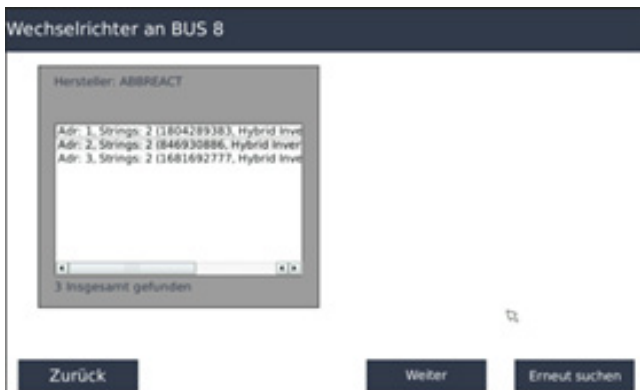 Wechselrichter an BUS 8
Hersteller: ABBREACT
Adr: 1, Strings: 2 (1804289383, Hybrid Inve
Adr: 2, Strings: 2 (846930886, Hybrid Inver
Adr: 3, Strings: 2 (1681692777, Hybrid Inve
3 Insgesamt gefunden
Zurück Weiter Erneut suchen